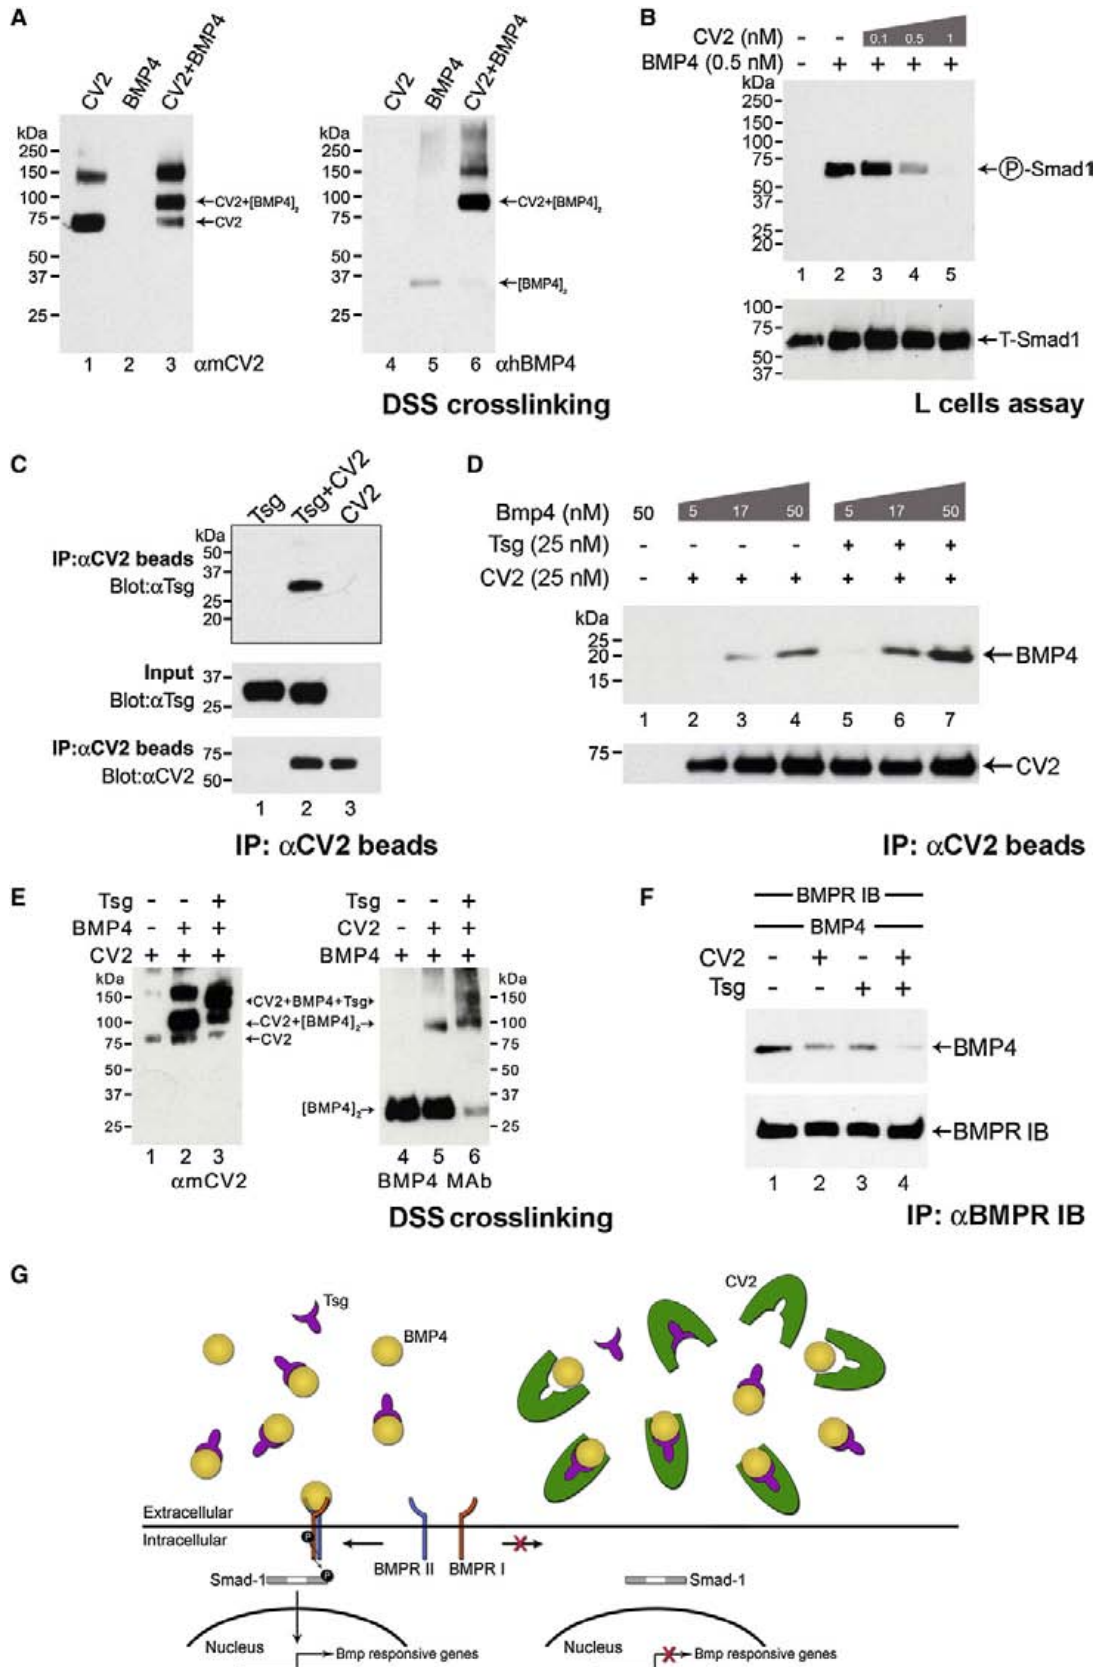 A
CV2
BMP4
CV2+BMP4
kDa
250
150
100
75
50
37
25
CV2+[BMP4]₂
CV2
1 2 3 αmCV2
CV2
BMP4
CV2+BMP4
kDa
250
150
100
75
50
37
25
CV2+[BMP4]₂
[BMP4]₂
4 5 6 αhBMP4
DSS crosslinking
B
CV2 (nM) - - 0.1 0.5 1
BMP4 (0.5 nM) - + + + +
kDa
250
150
100
75
50
37
25
20
P-Smad1
1 2 3 4 5
100
75
50
37
T-Smad1
L cells assay
C
Tsg
Tsg+CV2
CV2
kDa
IP:αCV2 beads
Blot:αTsg
50
37
25
20
Input
Blot:αTsg
37
25
IP:αCV2 beads
Blot:αCV2
75
50
1 2 3
IP: αCV2 beads
D
Bmp4 (nM) 50 5 17 50 5 17 50
Tsg (25 nM) - - - - + + +
CV2 (25 nM) - + + + + + +
kDa
25
20
15
BMP4
1 2 3 4 5 6 7
75
CV2
IP: αCV2 beads
E
Tsg - - +
BMP4 - + +
CV2 + + +
kDa
150
100
75
50
37
25
CV2+BMP4+Tsg
CV2+[BMP4]₂
CV2
[BMP4]₂
1 2 3
αmCV2
Tsg - - +
CV2 - + +
BMP4 + + +
kDa
150
100
75
50
37
25
4 5 6
BMP4 MAb
DSS crosslinking
F
BMPR IB
BMP4
CV2 - + - +
Tsg - - + +
BMP4
BMPR IB
1 2 3 4
IP: αBMPR IB
G
Tsg
BMP4
CV2
Extracellular
Intracellular
P
P
BMPR II
BMPR I
Smad-1
Smad-1
Nucleus
Bmp responsive genes
Nucleus
Bmp responsive genes